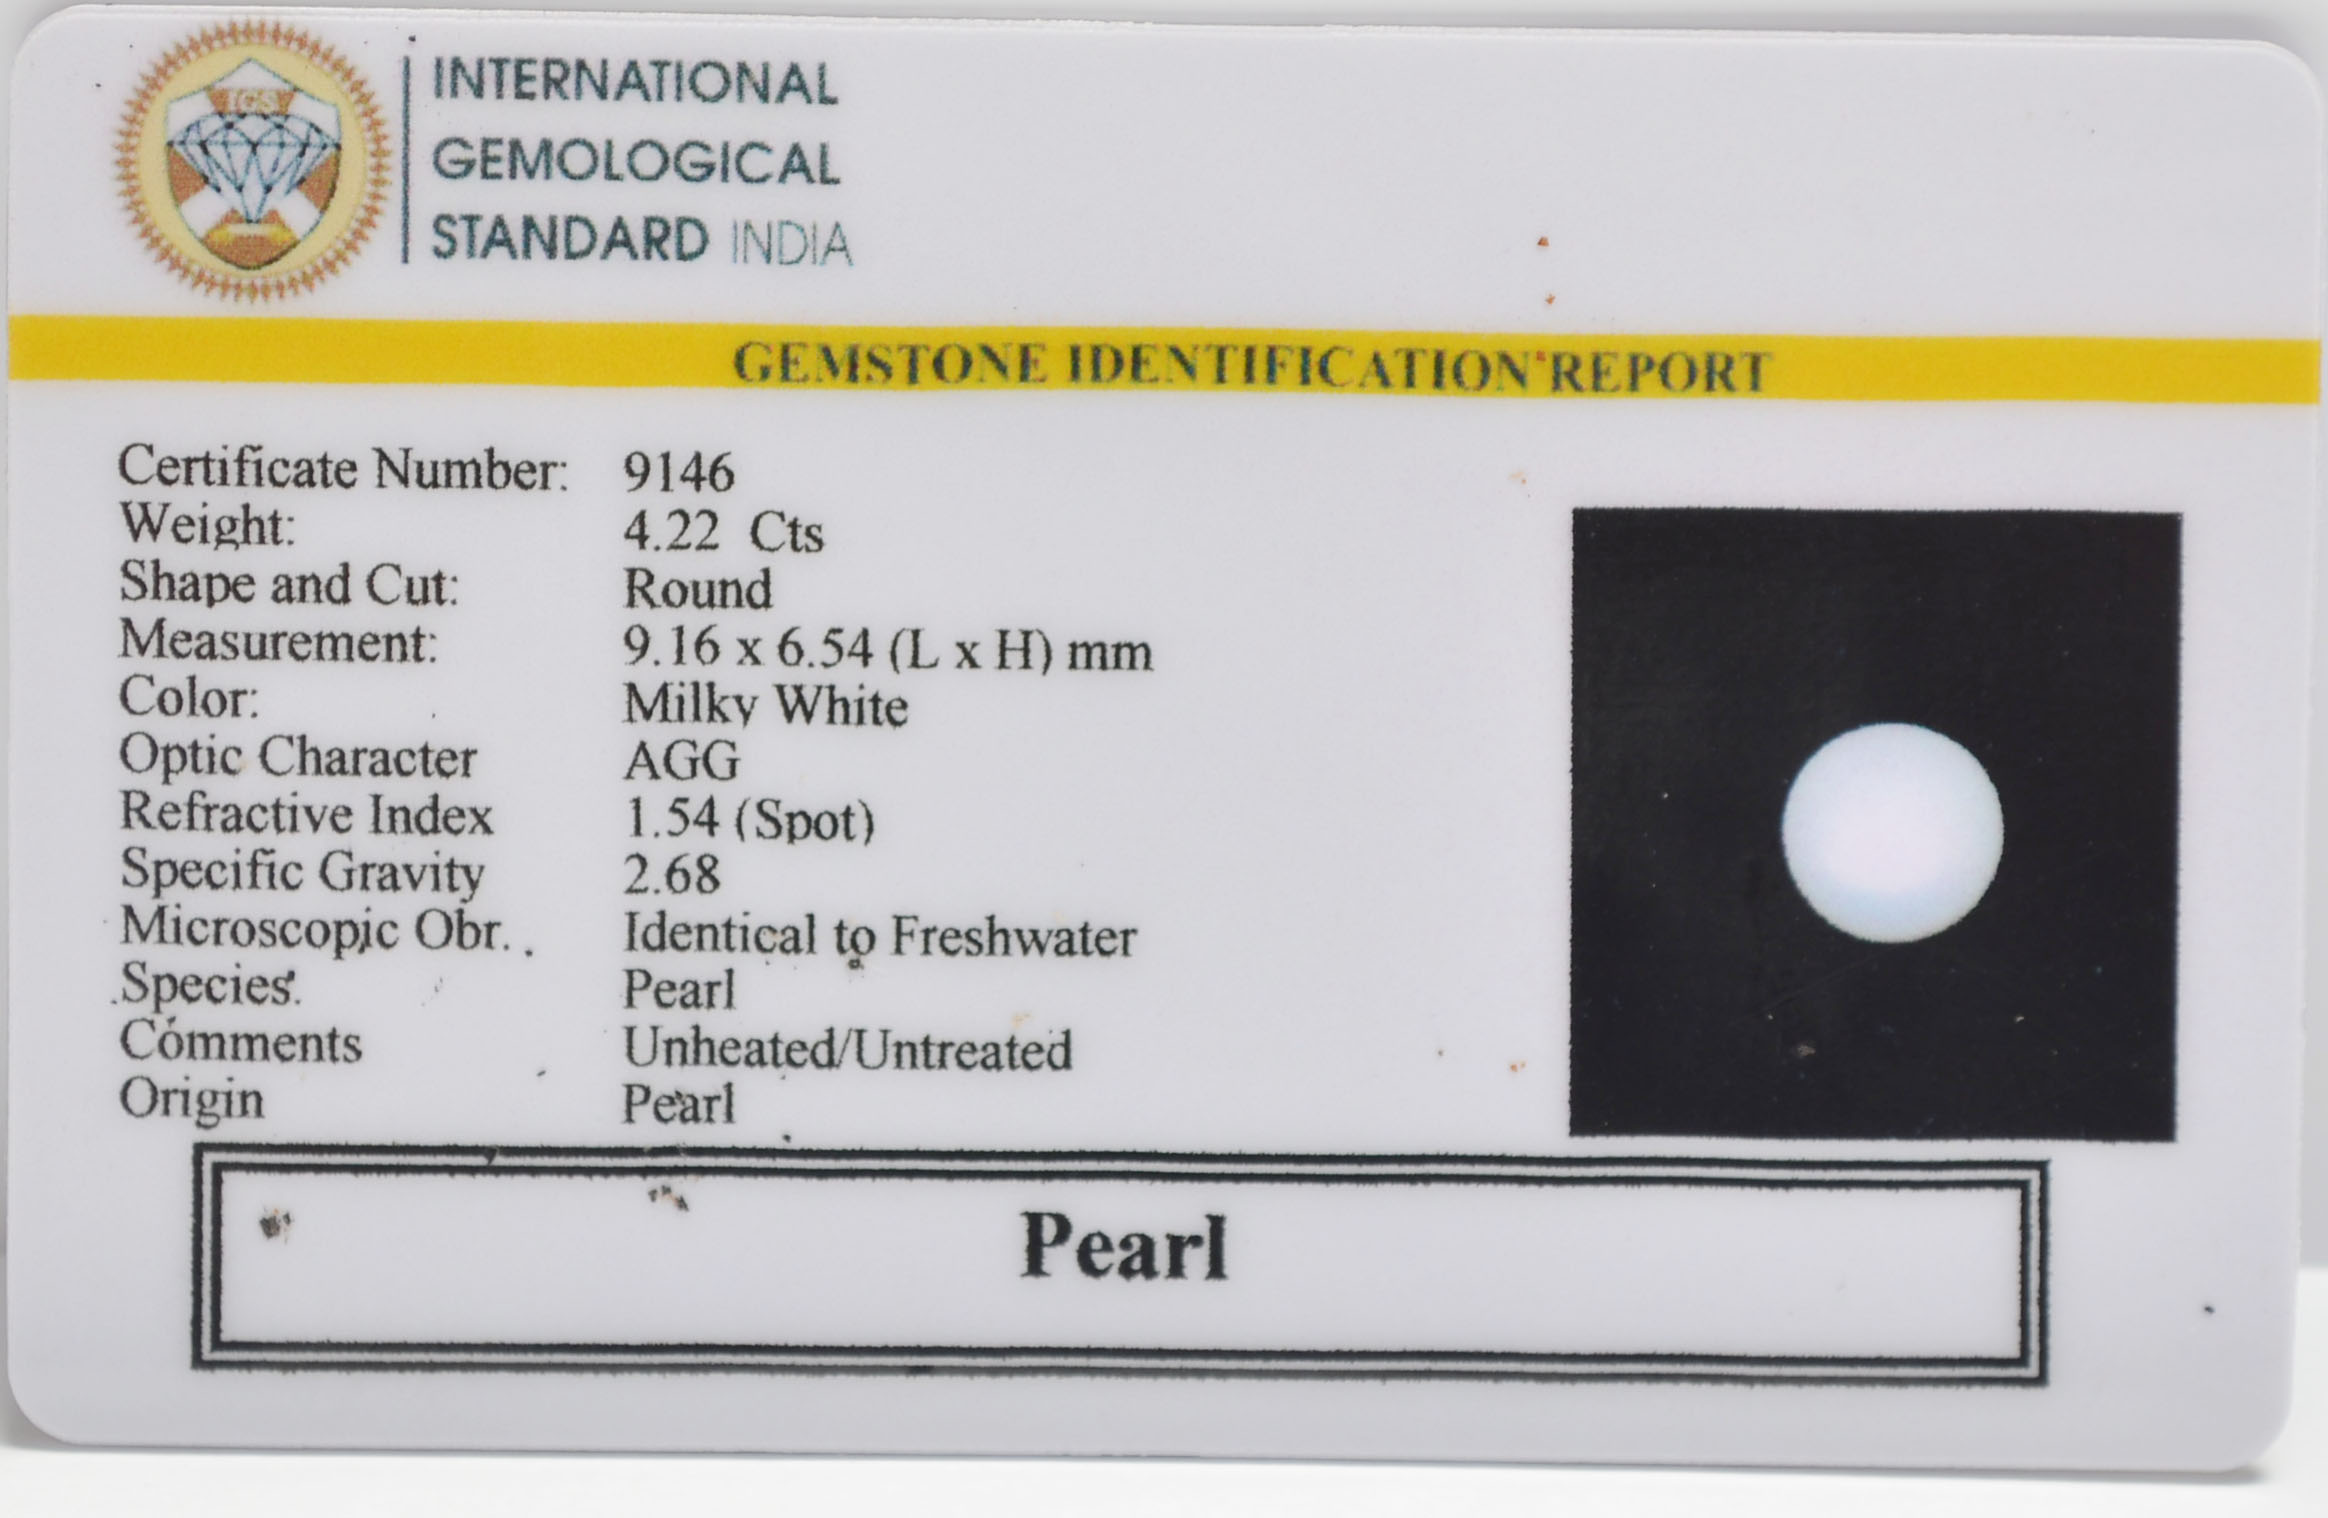 IGS
INTERNATIONAL
GEMOLOGICAL
STANDARD INDIA
GEMSTONE IDENTIFICATION REPORT
Certificate Number: 9146
Weight: 4.22 Cts
Shape and Cut: Round
Measurement: 9.16 x 6.54 (L x H) mm
Color: Milky White
Optic Character AGG
Refractive Index 1.54 (Spot)
Specific Gravity 2.68
Microscopic Obr. Identical to Freshwater
Species. Pearl
Comments Unheated/Untreated
Origin Pearl
Pearl